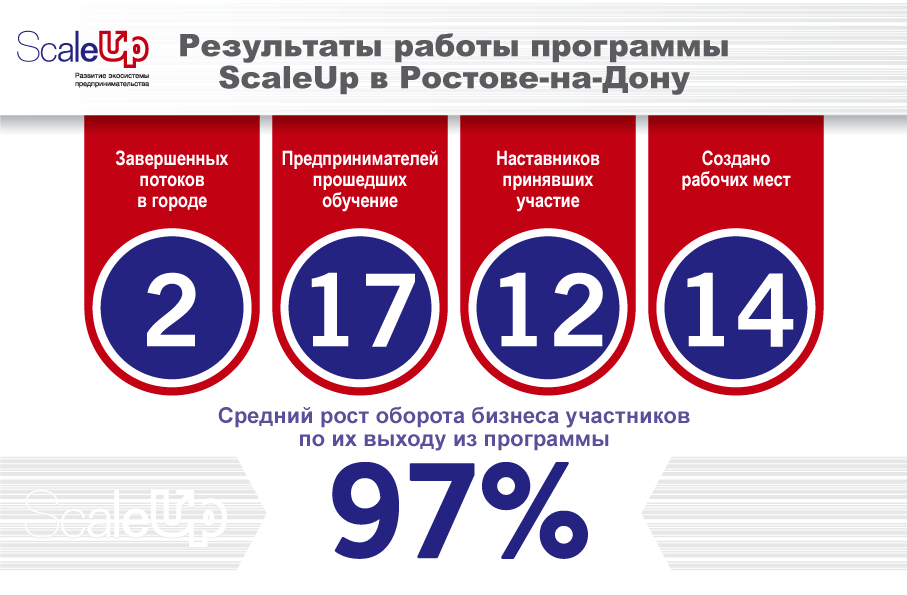 ScaleUp
Развитие экосистемы
предпринимательства
Результаты работы программы
ScaleUp в Ростове-на-Дону
Завершенных
потоков
в городе
2
Предпринимателей
прошедших
обучение
17
Наставников
принявших
участие
12
Создано
рабочих мест
14
Средний рост оборота бизнеса участников
по их выходу из программы
97%
ScaleUp